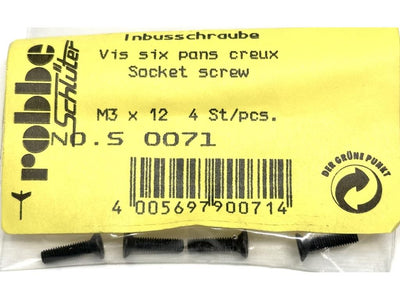 Inbusschraube
Vis six pans creux
Socket screw
M3 x 12 4 St/pcs.
NO.S 0071
robbe
Schlüter
DER GRÜNE PUNKT
4 005697 900714